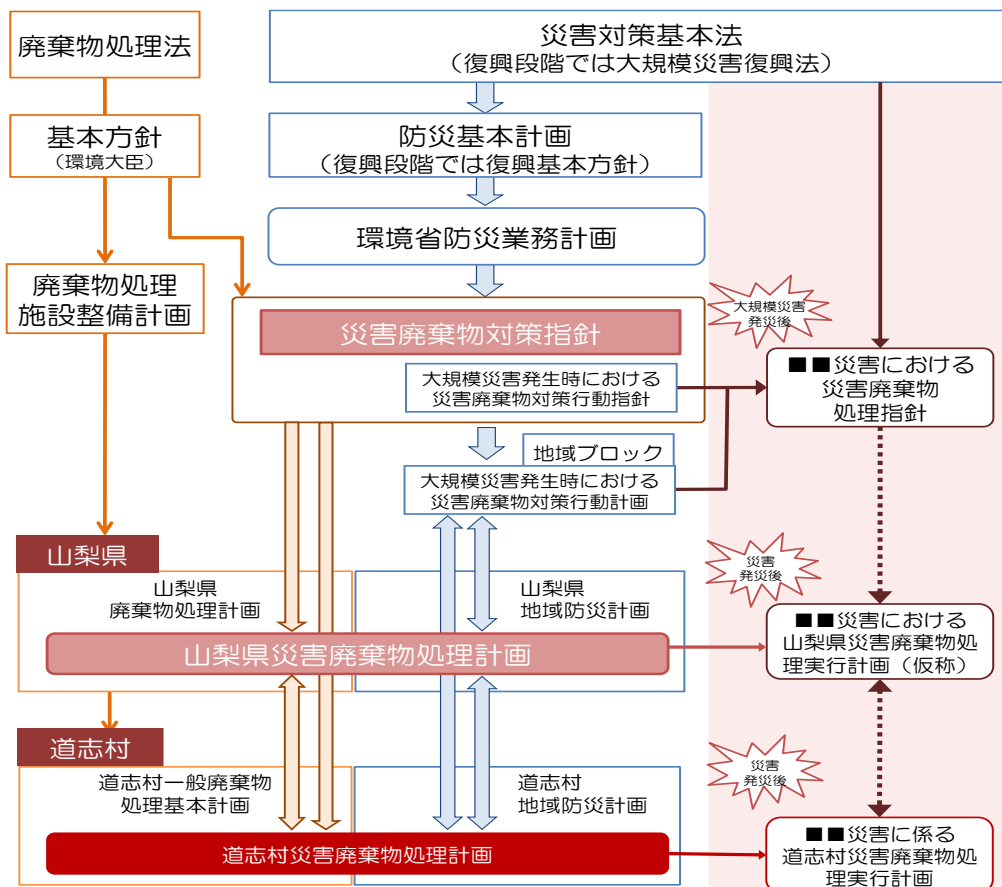 廃棄物処理法
災害対策基本法
（復興段階では大規模災害復興法）
基本方針
（環境大臣）
防災基本計画
（復興段階では復興基本方針）
環境省防災業務計画
廃棄物処理
施設整備計画
災害廃棄物対策指針
大規模災害発生時における
災害廃棄物対策行動指針
大規模災害
発災後
■■災害における
災害廃棄物
処理指針
地域ブロック
大規模災害発生時における
災害廃棄物対策行動計画
山梨県
山梨県
廃棄物処理計画
山梨県
地域防災計画
災害
発災後
山梨県災害廃棄物処理計画
■■災害における
山梨県災害廃棄物処
理実行計画（仮称）
道志村
道志村一般廃棄物
処理基本計画
道志村
地域防災計画
災害
発災後
道志村災害廃棄物処理計画
■■災害に係る
道志村災害廃棄物処
理実行計画